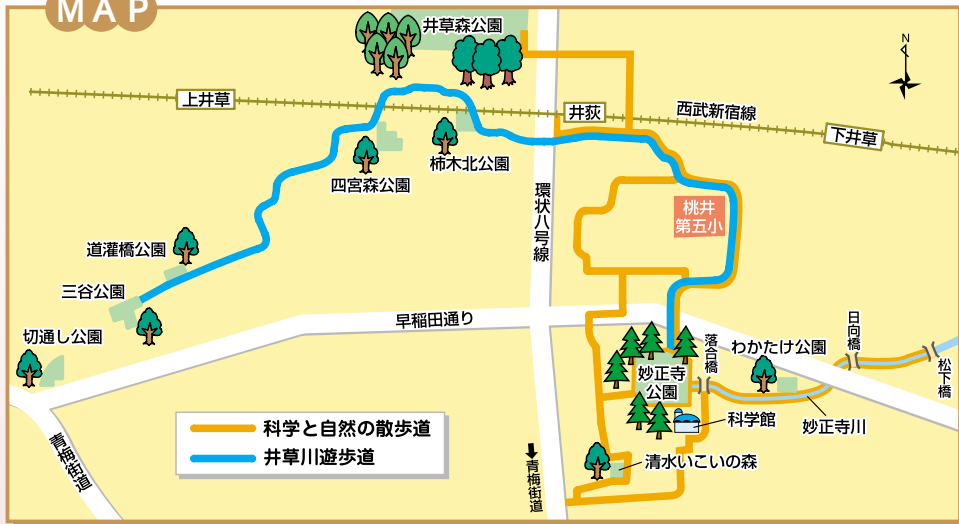 MAP
井草森公園
N
上井草
井荻
西武新宿線
下井草
柿木北公園
四宮森公園
環状八号線
桃井
第五小
道灌橋公園
三谷公園
切通し公園
早稲田通り
落合橋
わかたけ公園
日向橋
松下橋
妙正寺
公園
科学館
妙正寺川
清水いこいの森
青梅街道
青梅街道
科学と自然の散歩道
井草川遊歩道